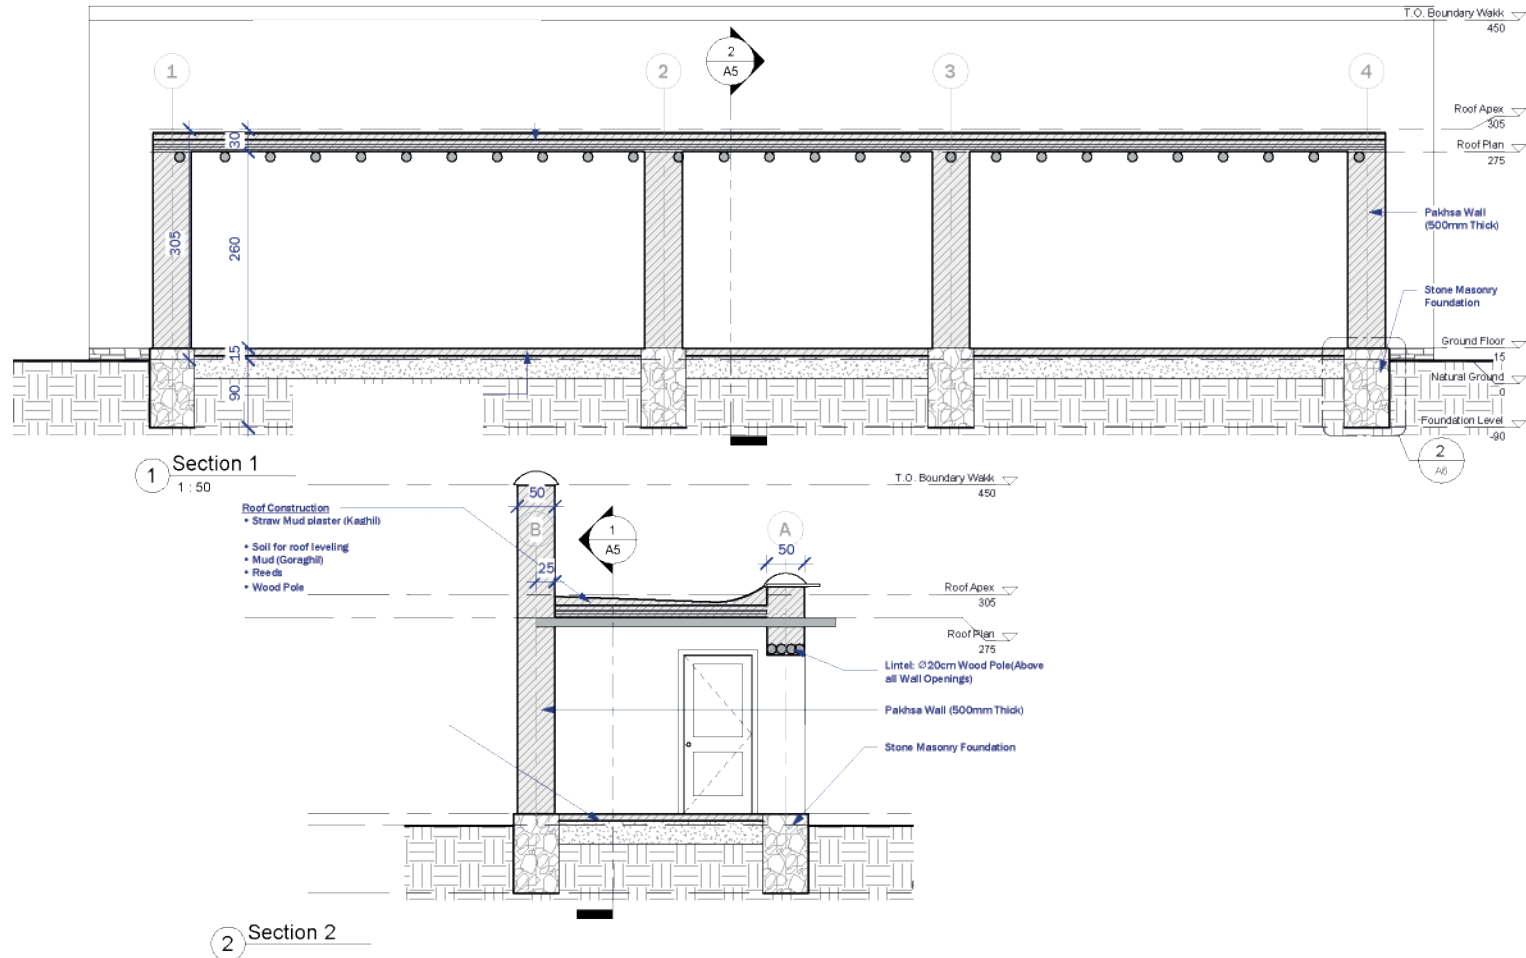 T.O. Boundary Wakk
450
2
A5
1
2
3
4
Roof Apex
305
Roof Plan
275
30
305
260
Pakhsa Wall
(500mm Thick)
Stone Masonry
Foundation
Ground Floor
15
15
90
Natural Ground
0
Foundation Level
-90
2
A6
1
Section 1
1 : 50
T.O. Boundary Wakk
450
50
Roof Construction
• Straw Mud plaster (Kaghil)
• Soil for roof leveling
• Mud (Goraghil)
• Reeds
• Wood Pole
B
1
A5
A
50
25
Roof Apex
305
Roof Plan
275
Lintel: Ø20cm Wood Pole(Above
all Wall Openings)
Pakhsa Wall (500mm Thick)
Stone Masonry Foundation
2
Section 2